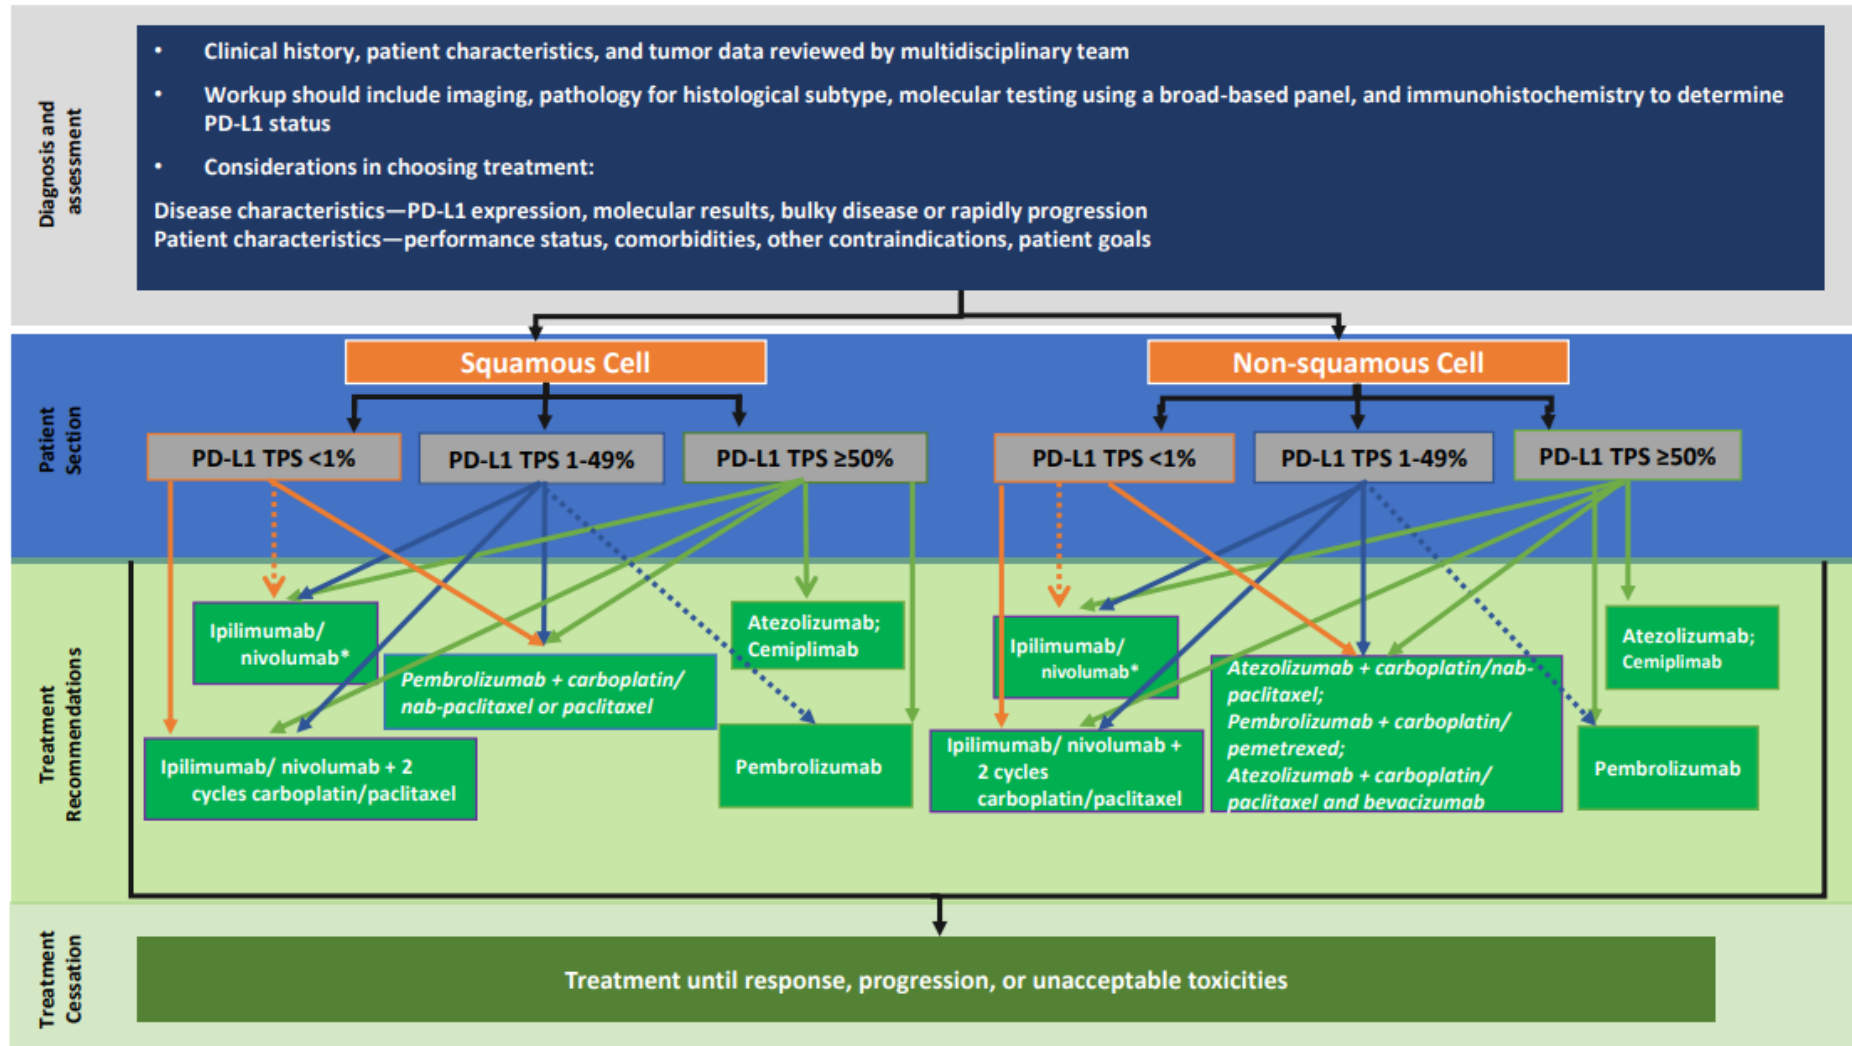 Diagnosis and
assessment
• Clinical history, patient characteristics, and tumor data reviewed by multidisciplinary team
• Workup should include imaging, pathology for histological subtype, molecular testing using a broad-based panel, and immunohistochemistry to determine
PD-L1 status
• Considerations in choosing treatment:
Disease characteristics—PD-L1 expression, molecular results, bulky disease or rapidly progression
Patient characteristics—performance status, comorbidities, other contraindications, patient goals
Patient
Section
Squamous Cell
Non-squamous Cell
PD-L1 TPS <1%
PD-L1 TPS 1-49%
PD-L1 TPS ≥50%
PD-L1 TPS <1%
PD-L1 TPS 1-49%
PD-L1 TPS ≥50%
Treatment
Recommendations
Ipilimumab/
nivolumab*
Pembrolizumab + carboplatin/
nab-paclitaxel or paclitaxel
Atezolizumab;
Cemiplimab
Ipilimumab/ nivolumab + 2
cycles carboplatin/paclitaxel
Pembrolizumab
Ipilimumab/
nivolumab*
Atezolizumab + carboplatin/nab-
paclitaxel;
Pembrolizumab + carboplatin/
pemetrexed;
Atezolizumab + carboplatin/
paclitaxel and bevacizumab
Atezolizumab;
Cemiplimab
Ipilimumab/ nivolumab +
2 cycles
carboplatin/paclitaxel
Pembrolizumab
Treatment
Cessation
Treatment until response, progression, or unacceptable toxicities